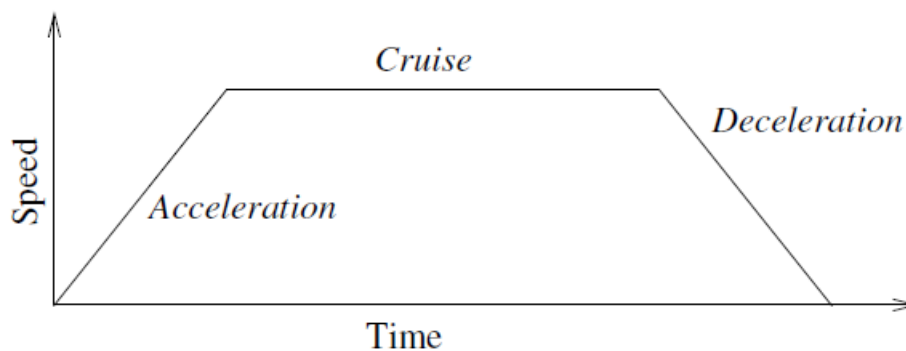 Cruise
Deceleration
Acceleration
Speed
Time